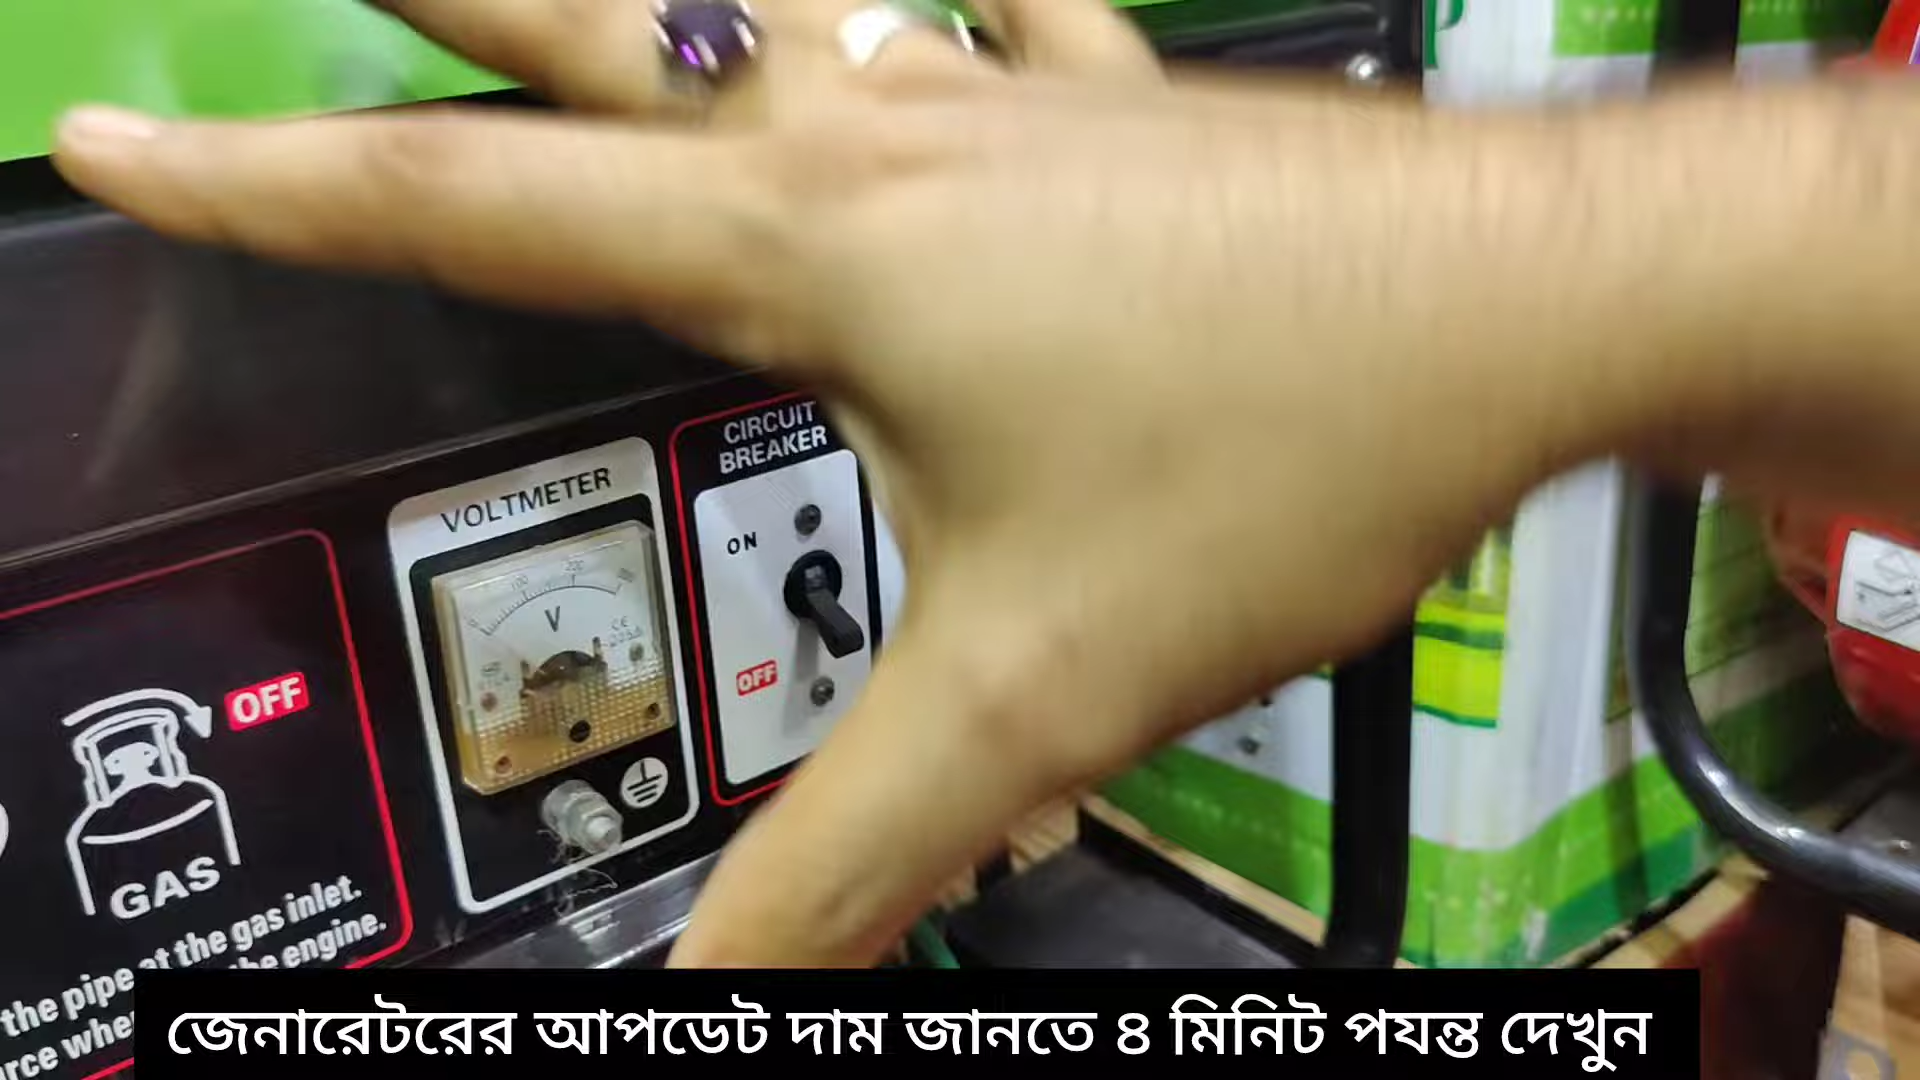 VOLTMETER
100
V
CIRCUIT
BREAKER
ON
OFF
OFF
GAS
the pipe at the gas inlet.
the engine.
জেনারেটরের আপডেট দাম জানতে ৪ মিনিট পযন্ত দেখুন